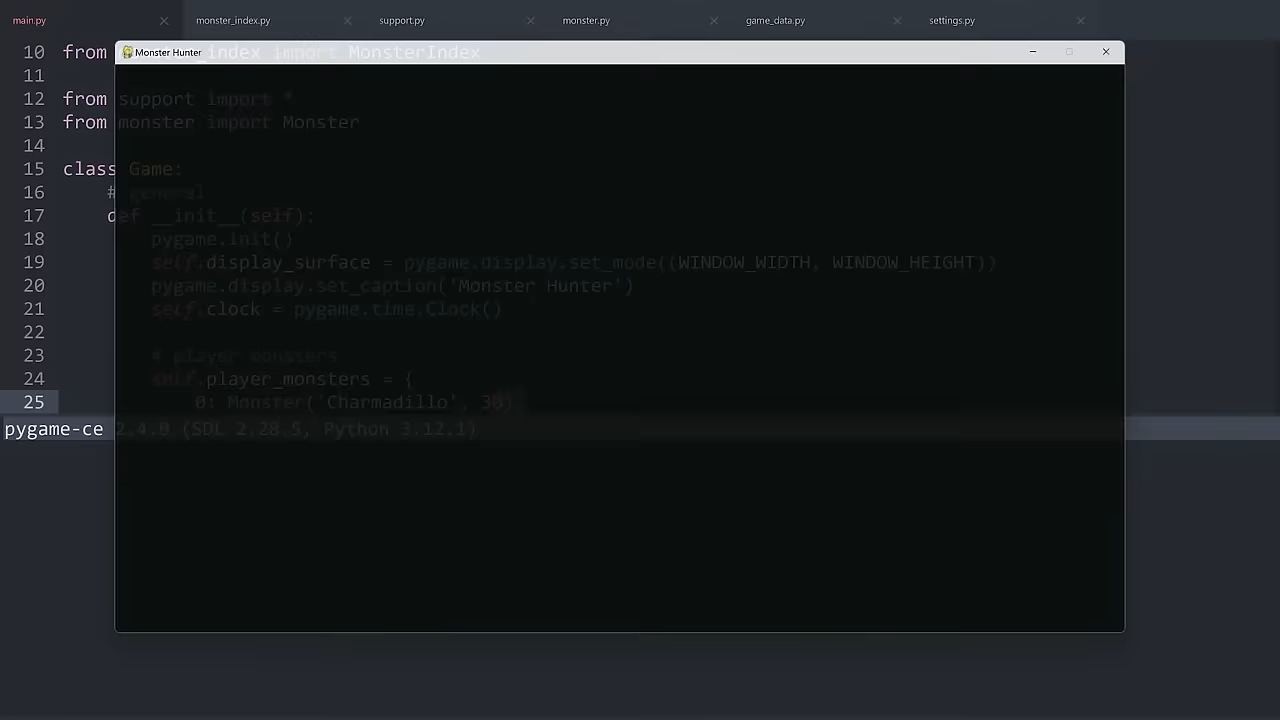 main.py monster_index.py support.py monster.py game_data.py settings.py
10 from monster_index import MonsterIndex
Monster Hunter
11
12 from support import *
13 from monster import Monster
14
15 class Game:
16 # general
17 def __init__(self):
18 pygame.init()
19 self.display_surface = pygame.display.set_mode((WINDOW_WIDTH, WINDOW_HEIGHT))
20 pygame.display.set_caption('Monster Hunter')
21 self.clock = pygame.time.Clock()
22
23 # player monsters
24 self.player_monsters = {
25 0: Monster('Charmadillo', 30)
pygame-ce 2.4.0 (SDL 2.28.5, Python 3.12.1)